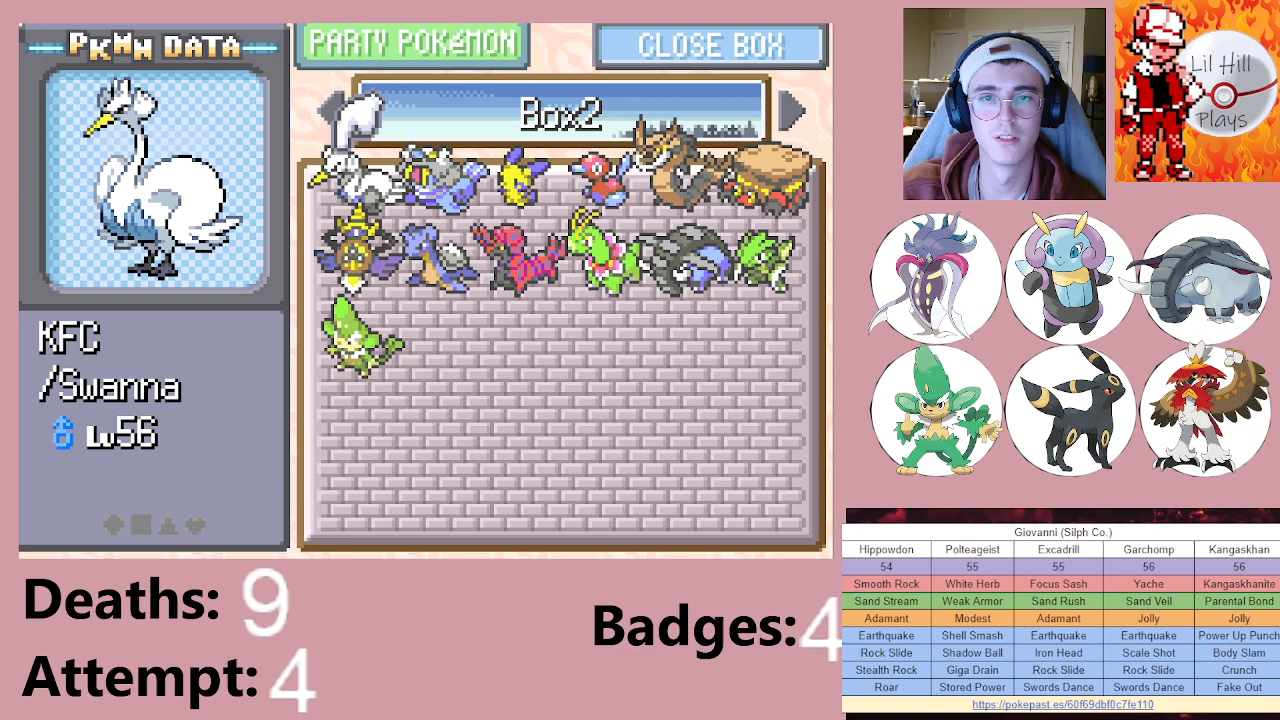 PKMN DATA
PARTY POKéMON
CLOSE BOX
Box2
KFC
/Swanna
Lv56
Lil Hill
Plays
Deaths: 9
Attempt: 4
Badges: 4
Giovanni (Silph Co.)
Hippowdon Polteageist Excadrill Garchomp Kangaskhan
54 55 55 56 56
Smooth Rock White Herb Focus Sash Yache Kangaskhanite
Sand Stream Weak Armor Sand Rush Sand Veil Parental Bond
Adamant Modest Adamant Jolly Jolly
Earthquake Shell Smash Earthquake Earthquake Power Up Punch
Rock Slide Shadow Ball Iron Head Scale Shot Body Slam
Stealth Rock Giga Drain Rock Slide Rock Slide Crunch
Roar Stored Power Swords Dance Swords Dance Fake Out
https://pokepast.es/60f69dbf0c7fe110